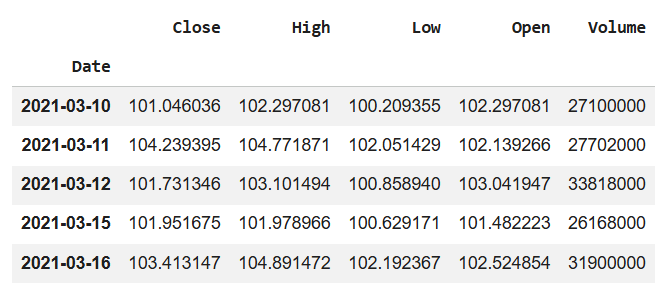 Close High Low Open Volume
Date
2021-03-10 101.046036 102.297081 100.209355 102.297081 27100000
2021-03-11 104.239395 104.771871 102.051429 102.139266 27702000
2021-03-12 101.731346 103.101494 100.858940 103.041947 33818000
2021-03-15 101.951675 101.978966 100.629171 101.482223 26168000
2021-03-16 103.413147 104.891472 102.192367 102.524854 31900000